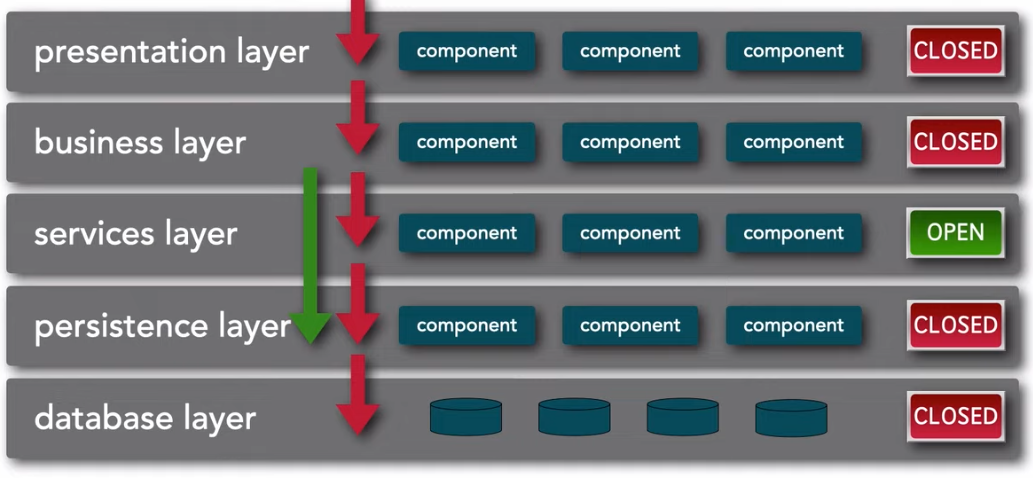 presentation layer component component component CLOSED
business layer component component component CLOSED
services layer component component component OPEN
persistence layer component component component CLOSED
database layer CLOSED